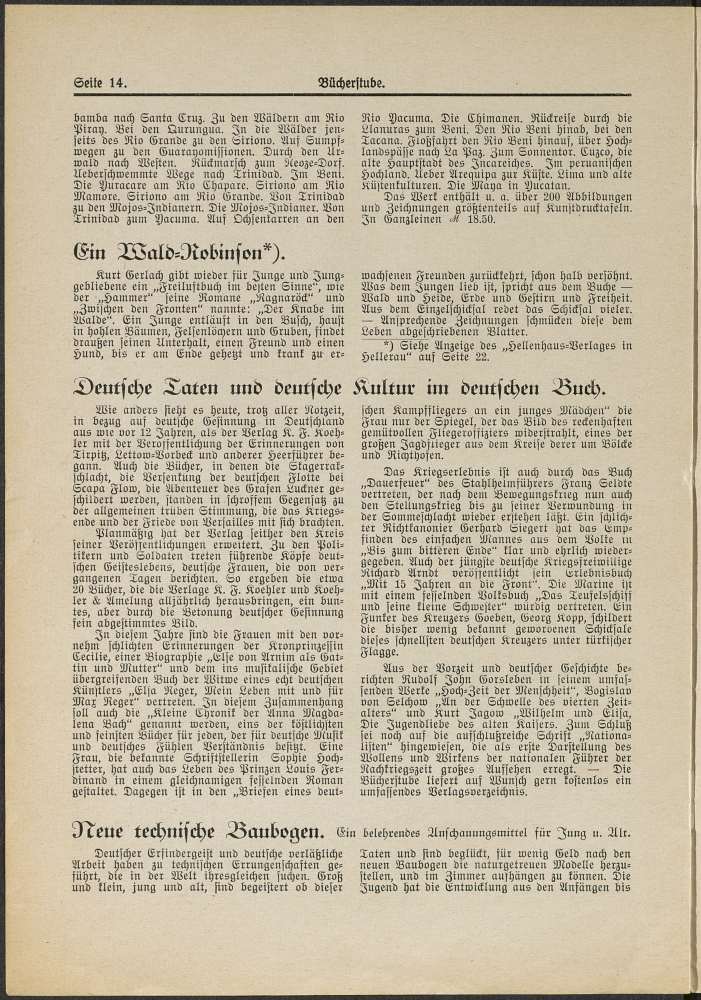 Seite 14.
Bücherstube.
bamba nach Santa Cruz. Zu den Wäldern am Rio
Piray. Bei den Qurungua. In die Wälder jen-
seits des Rio Grande zu den Siriono. Auf Sumpf-
wegen zu den Guarayomissionen. Durch den Ur-
wald nach Westen. Rückmarsch zum Neoze-Dorf.
Ueberschwemmte Wege nach Trinidad. Im Beni.
Die Yuracare am Rio Chapare. Siriono am Rio
Mamore. Siriono am Rio Grande. Von Trinidad
zu den Mojos-Indianern. Die Mojos-Indianer. Von
Trinidad zum Yacuma. Auf Ochsenkarren an den
Rio Yacuma. Die Chimanen. Rückreise durch die
Llanuras zum Beni. Den Rio Beni hinab, bei den
Tacana. Floßfahrt den Rio Beni hinauf, über Hoch-
landspässe nach La Paz. Zum Sonnentor. Cuzco, die
alte Hauptstadt des Incareiches. Im peruanischen
Hochland. Ueber Arequipa zur Küste. Lima und alte
Küstenkulturen. Die Maya in Yucatan.
Das Werk enthält u. a. über 200 Abbildungen
und Zeichnungen größtenteils auf Kunstdrucktafeln.
In Ganzleinen ℳ 18.50.
Ein Wald-Robinson*).
Kurt Gerlach gibt wieder für Junge und Jung-
gebliebene ein „Freiluftbuch im besten Sinne“, wie
der „Hammer“ seine Romane „Ragnaröck“ und
„Zwischen den Fronten“ nannte: „Der Knabe im
Walde“. Ein Junge entläuft in den Busch, haust
in hohlen Bäumen, Felsenlöchern und Gruben, findet
draußen seinen Unterhalt, einen Freund und einen
Hund, bis er am Ende gehetzt und krank zu er-
wachsenen Freunden zurückkehrt, schon halb versöhnt.
Was dem Jungen lieb ist, spricht aus dem Buche —
Wald und Heide, Erde und Gestirn und Freiheit.
Aus dem Einzelschicksal redet das Schicksal vieler.
— Ansprechende Zeichnungen schmücken diese dem
Leben abgeschriebenen Blätter.
*) Siehe Anzeige des „Hellenhaus-Verlages in
Hellerau“ auf Seite 22.
Deutsche Taten und deutsche Kultur im deutschen Buch.
Wie anders sieht es heute, trotz aller Notzeit,
in bezug auf deutsche Gesinnung in Deutschland
aus wie vor 12 Jahren, als der Verlag K. F. Koeh-
ler mit der Veröffentlichung der Erinnerungen von
Tirpitz, Lettow-Vorbeck und anderer Heerführer be-
gann. Auch die Bücher, in denen die Skagerrak-
schlacht, die Versenkung der deutschen Flotte bei
Scapa Flow, die Abenteuer des Grafen Luckner ge-
schildert werden, standen in schroffem Gegensatz zu
der allgemeinen trüben Stimmung, die das Kriegs-
ende und der Friede von Versailles mit sich brachten.
Planmäßig hat der Verlag seither den Kreis
seiner Veröffentlichungen erweitert. Zu den Poli-
tikern und Soldaten treten führende Köpfe deut-
schen Geisteslebens, deutsche Frauen, die von ver-
gangenen Tagen berichten. So ergeben die etwa
20 Bücher, die die Verlage K. F. Koehler und Koeh-
ler & Amelung alljährlich herausbringen, ein bun-
tes, aber durch die Betonung deutscher Gesinnung
fein abgestimmtes Bild.
In diesem Jahre sind die Frauen mit den vor-
nehm schlichten Erinnerungen der Kronprinzessin
Cecilie, einer Biographie „Else von Arnim als Gat-
tin und Mutter“ und dem ins musikalische Gebiet
übergreifenden Buch der Witwe eines echt deutschen
Künstlers „Elsa Reger, Mein Leben mit und für
Max Reger“ vertreten. In diesem Zusammenhang
soll auch die „Kleine Chronik der Anna Magda-
lena Bach“ genannt werden, eins der köstlichsten
und feinsten Bücher für jeden, der für deutsche Musik
und deutsches Fühlen Verständnis besitzt. Eine
Frau, die bekannte Schriftstellerin Sophie Hoch-
stetter, hat auch das Leben des Prinzen Louis Fer-
dinand in einem gleichnamigen fesselnden Roman
gestaltet. Dagegen ist in den „Briefen eines deut-
schen Kampffliegers an ein junges Mädchen“ die
Frau nur der Spiegel, der das Bild des reckenhaften
gemütvollen Fliegeroffiziers widerstrahlt, eines der
großen Jagdflieger aus dem Kreise derer um Bölcke
und Richthofen.
Das Kriegserlebnis ist auch durch das Buch
„Dauerfeuer“ des Stahlhelmführers Franz Seldte
vertreten, der nach dem Bewegungskrieg nun auch
den Stellungskrieg bis zu seiner Verwundung in
der Sommeschlacht wieder erstehen läßt. Ein schlich-
ter Richtkanonier Gerhard Siegert hat das Emp-
finden des einfachen Mannes aus dem Volke in
„Bis zum bitteren Ende“ klar und ehrlich wieder-
gegeben. Auch der jüngste deutsche Kriegsfreiwillige
Richard Arndt veröffentlicht sein Erlebnisbuch
„Mit 15 Jahren an die Front“. Die Marine ist
mit einem fesselnden Volksbuch „Das Teufelsschiff
und seine kleine Schwester“ würdig vertreten. Ein
Funker des Kreuzers Goeben, Georg Kopp, schildert
die bisher wenig bekannt gewordenen Schicksale
dieses schnellsten deutschen Kreuzers unter türkischer
Flagge.
Aus der Vorzeit und deutscher Geschichte be-
richten Rudolf John Gorsleben in seinem umfas-
senden Werke „Hoch-Zeit der Menschheit“, Bogislav
von Selchow „An der Schwelle des vierten Zeit-
alters“ und Kurt Jagow „Wilhelm und Elisa,
Die Jugendliebe des alten Kaisers. Zum Schluß
sei noch auf die aufschlußreiche Schrift „Nationa-
listen“ hingewiesen, die als erste Darstellung des
Wollens und Wirkens der nationalen Führer der
Nachkriegszeit großes Aufsehen erregt. — Die
Bücherstube liefert auf Wunsch gern kostenlos ein
umfassendes Verlagsverzeichnis.
Neue technische Baubogen. Ein belehrendes Anschauungsmittel für Jung u. Alt.
Deutscher Erfindergeist und deutsche verläßliche
Arbeit haben zu technischen Errungenschaften ge-
führt, die in der Welt ihresgleichen suchen. Groß
und klein, jung und alt, sind begeistert ob dieser
Taten und sind beglückt, für wenig Geld nach den
neuen Baubogen die naturgetreuen Modelle herzu-
stellen, und im Zimmer aufhängen zu können. Die
Jugend hat die Entwicklung aus den Anfängen bis